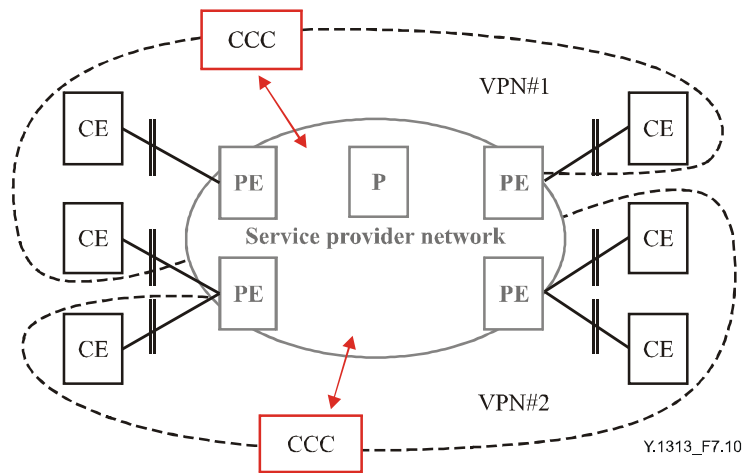 CCC
VPN#1
CE
CE
PE
P
PE
CE
CE
Service provider network
CE
PE
PE
CE
CE
VPN#2
CCC
Y.1313_F7.10